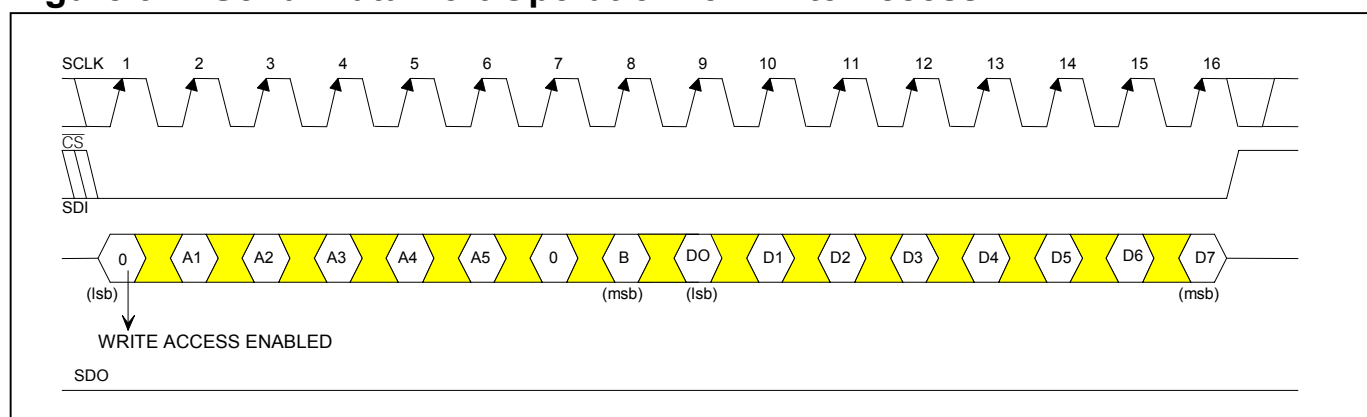 SCLK 1 2 3 4 5 6 7 8 9 10 11 12 13 14 15 16
CS
SDI
0 A1 A2 A3 A4 A5 0 B DO D1 D2 D3 D4 D5 D6 D7
(lsb) (msb) (lsb) (msb)
WRITE ACCESS ENABLED
SDO